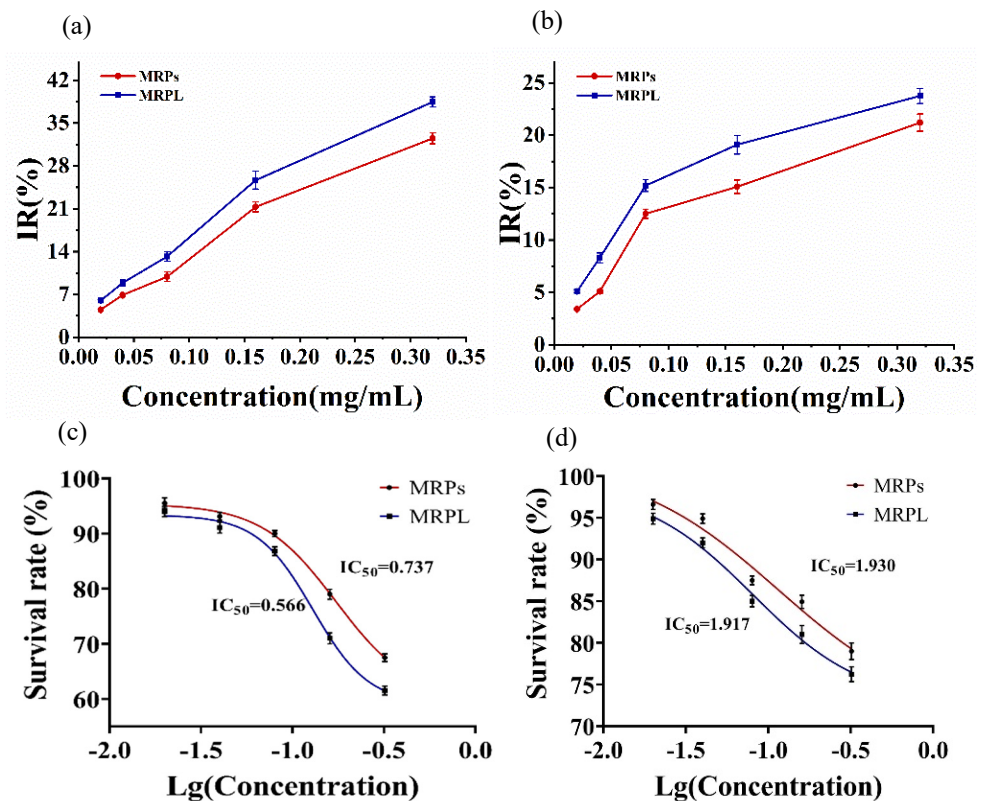 (a)
MRPs
MRPL
IR(%)
42
35
28
21
14
7
0
0.00 0.05 0.10 0.15 0.20 0.25 0.30 0.35
Concentration(mg/mL)
(b)
MRPs
MRPL
IR(%)
25
20
15
10
5
0
0.00 0.05 0.10 0.15 0.20 0.25 0.30 0.35
Concentration(mg/mL)
(c)
MRPs
MRPL
Survival rate (%)
100
90
80
70
60
IC50=0.737
IC50=0.566
-2.0 -1.5 -1.0 -0.5 0.0
Lg(Concentration)
(d)
MRPs
MRPL
Survival rate (%)
100
95
90
85
80
75
70
IC50=1.930
IC50=1.917
-2.0 -1.5 -1.0 -0.5 0.0
Lg(Concentration)